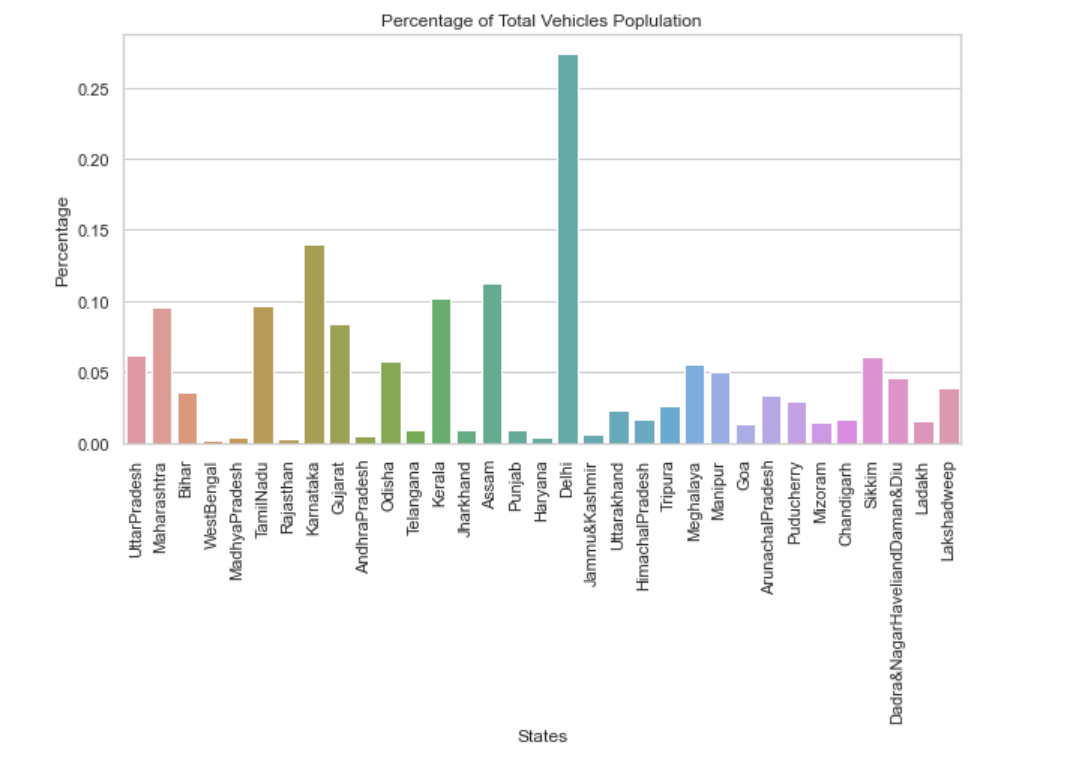 Percentage of Total Vehicles Poplulation
Percentage
0.25
0.20
0.15
0.10
0.05
0.00
UttarPradesh
Maharashtra
Bihar
WestBengal
MadhyaPradesh
TamilNadu
Rajasthan
Karnataka
Gujarat
AndhraPradesh
Odisha
Telangana
Kerala
Jharkhand
Assam
Punjab
Haryana
Delhi
Jammu&Kashmir
Uttarakhand
HimachalPradesh
Tripura
Meghalaya
Manipur
Goa
ArunachalPradesh
Puducherry
Mizoram
Chandigarh
Sikkim
Dadra&NagarHaveliandDaman&Diu
Ladakh
Lakshadweep
States